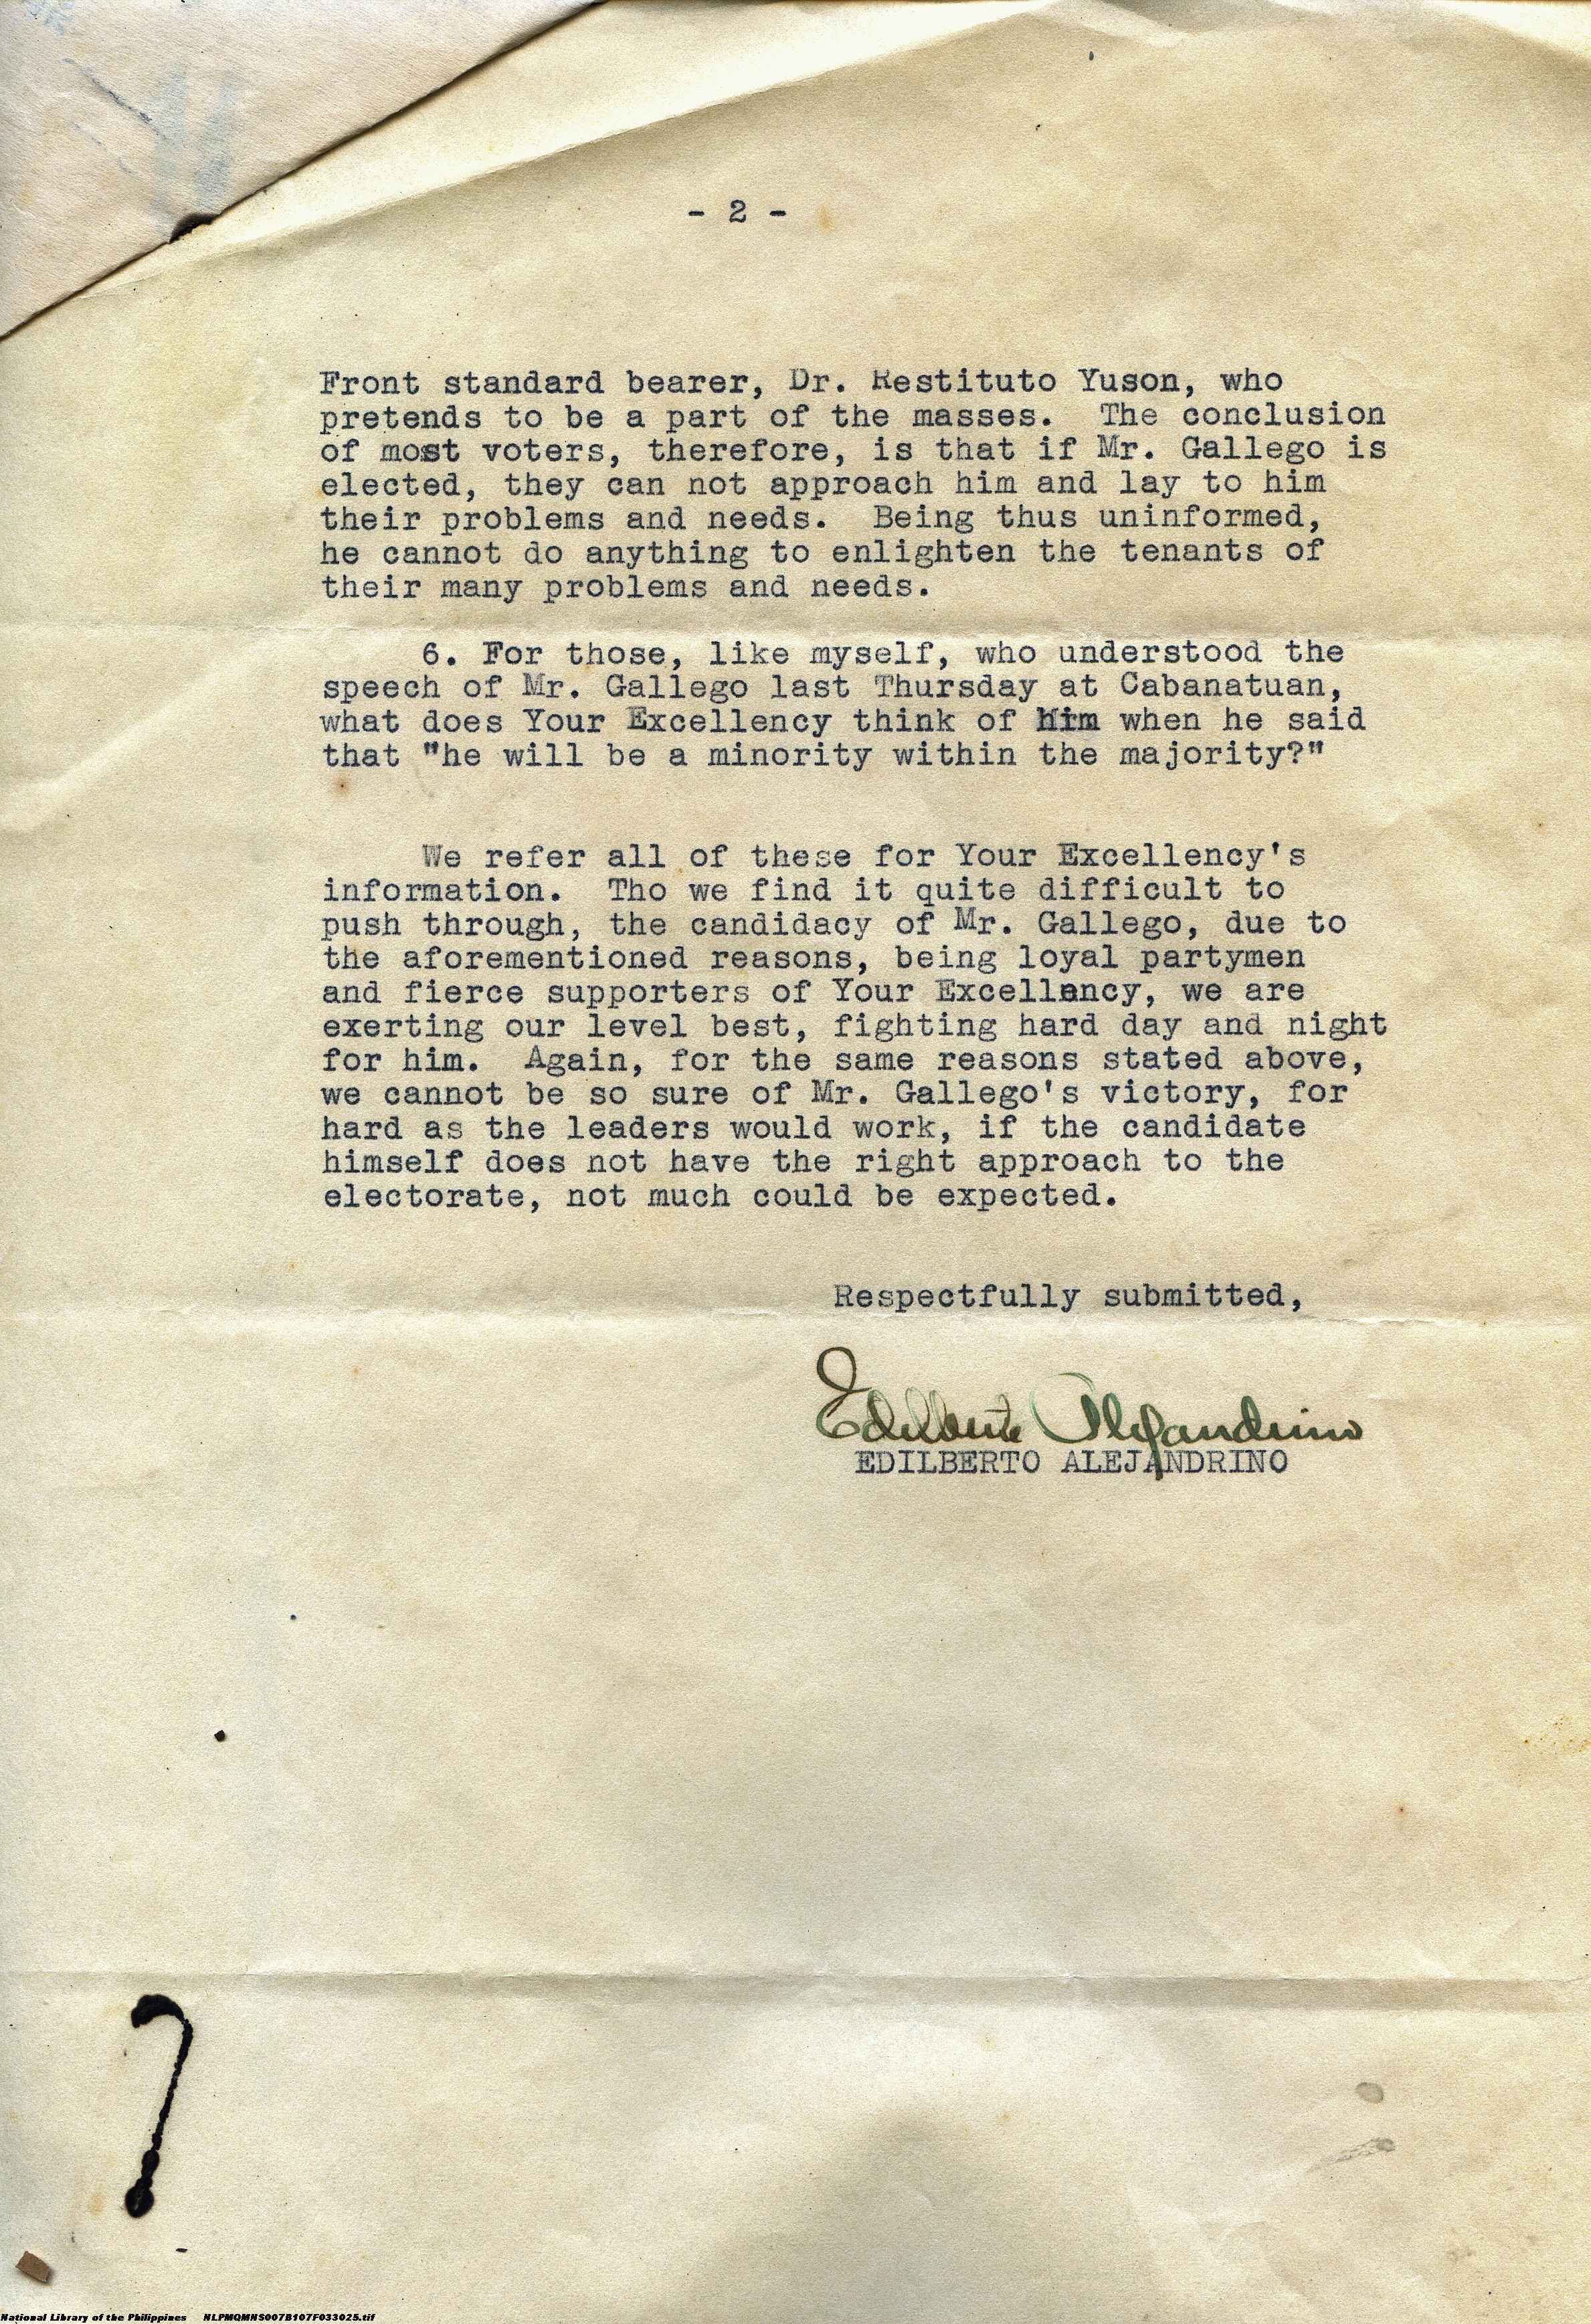 - 2 -
Front standard bearer, Dr. Restituto Yuson, who
pretends to be a part of the masses.  The conclusion
of most voters, therefore, is that if Mr. Gallego is
elected, they can not approach him and lay to him
their problems and needs.  Being thus uninformed,
he cannot do anything to enlighten the tenants of
their many problems and needs.
6. For those, like myself, who understood the
speech of Mr. Gallego last Thursday at Cabanatuan,
what does Your Excellency think of him when he said
that "he will be a minority within the majority?"
We refer all of these for Your Excellency's
information.  Tho we find it quite difficult to
push through, the candidacy of Mr. Gallego, due to
the aforementioned reasons, being loyal partymen
and fierce supporters of Your Excellency, we are
exerting our level best, fighting hard day and night
for him.  Again, for the same reasons stated above,
we cannot be so sure of Mr. Gallego's victory, for
hard as the leaders would work, if the candidate
himself does not have the right approach to the
electorate, not much could be expected.
Respectfully submitted,
Edilberto Alejandrino
EDILBERTO ALEJANDRINO
National Library of the Philippines NLPMQMNS007B107F033025.tif